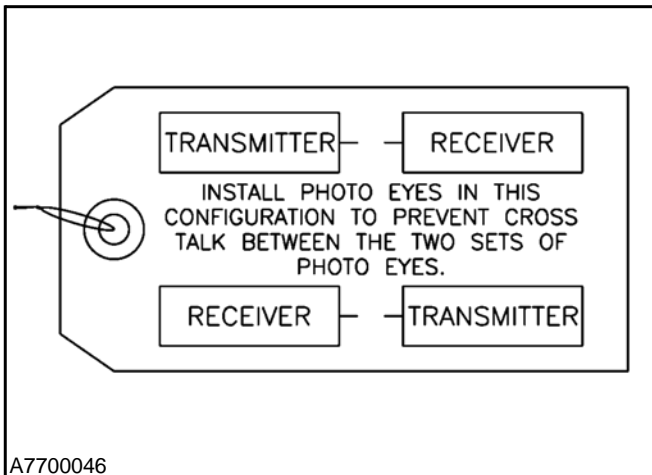 TRANSMITTER RECEIVER
INSTALL PHOTO EYES IN THIS
CONFIGURATION TO PREVENT CROSS
TALK BETWEEN THE TWO SETS OF
PHOTO EYES.
RECEIVER TRANSMITTER
A7700046